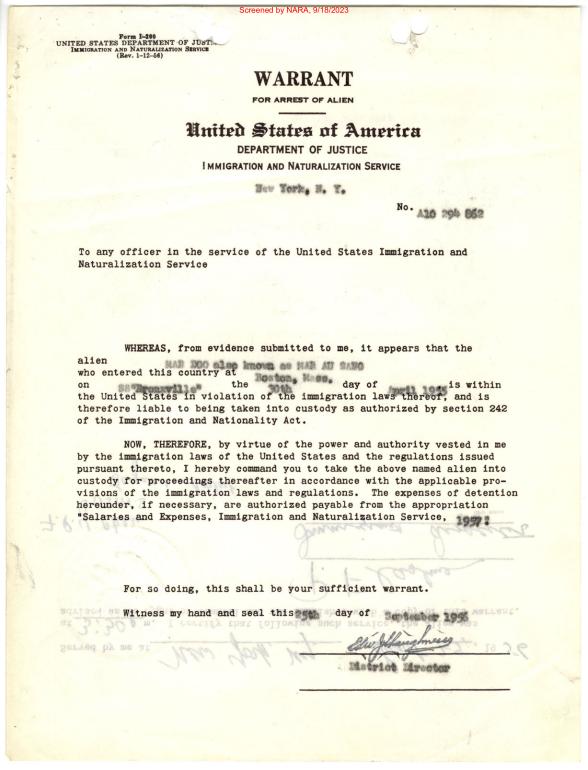 Screened by NARA, 9/18/2023
Form I-200
UNITED STATES DEPARTMENT OF JUST
IMMIGRATION AND NATURALIZATION SERVICE
(Rev. 1-12-56)
WARRANT
FOR ARREST OF ALIEN
United States of America
DEPARTMENT OF JUSTICE
IMMIGRATION AND NATURALIZATION SERVICE
New York, N. Y.
No. A10 294 862
To any officer in the service of the United States Immigration and
Naturalization Service
WHEREAS, from evidence submitted to me, it appears that the
alien MAR DOO also known as MAR AU SANG
who entered this country at Boston, Mass.
on SS "Bronxville" the 30th day of April 1955 is within
the United States in violation of the immigration laws thereof, and is
therefore liable to being taken into custody as authorized by section 242
of the Immigration and Nationality Act.
NOW, THEREFORE, by virtue of the power and authority vested in me
by the immigration laws of the United States and the regulations issued
pursuant thereto, I hereby command you to take the above named alien into
custody for proceedings thereafter in accordance with the applicable pro-
visions of the immigration laws and regulations. The expenses of detention
hereunder, if necessary, are authorized payable from the appropriation
"Salaries and Expenses, Immigration and Naturalization Service, 1957."
For so doing, this shall be your sufficient warrant.
Witness my hand and seal this 25th day of September 1956
District Director